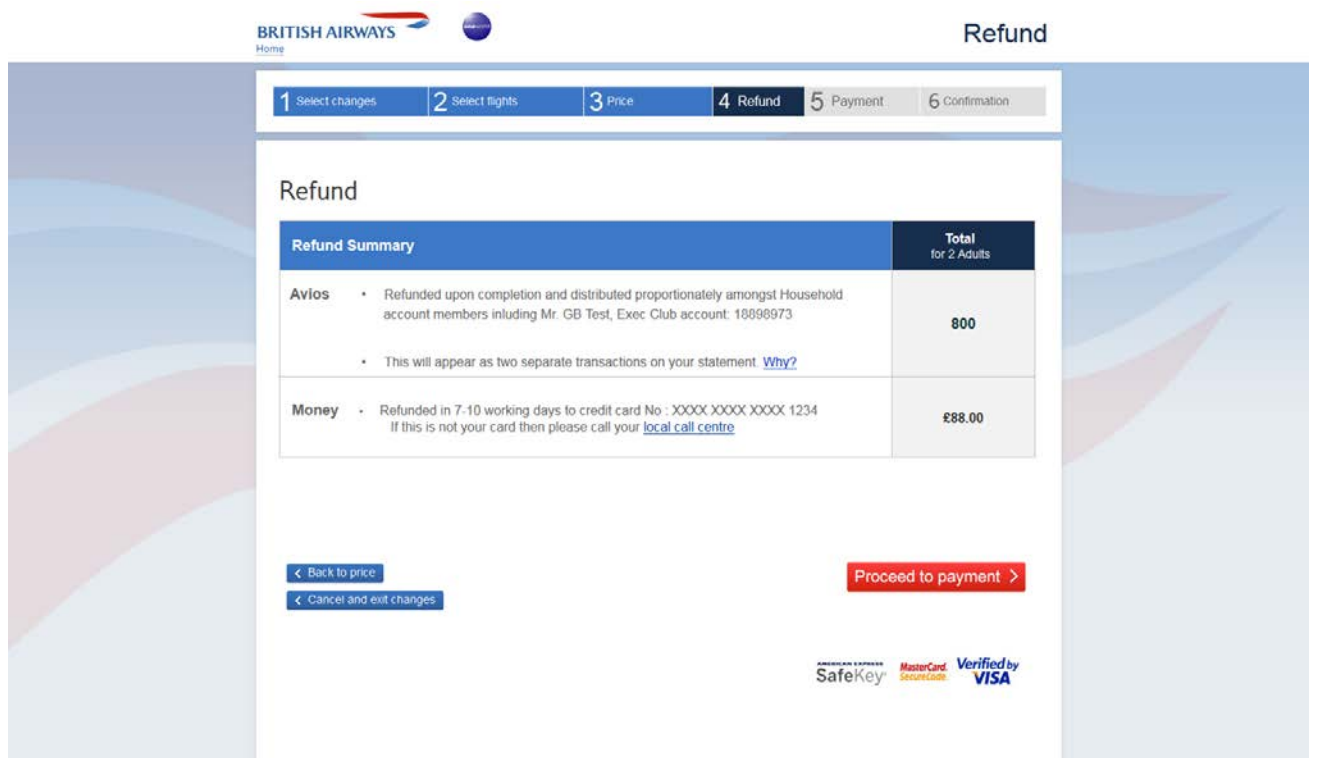 BRITISH AIRWAYS
Home
Refund
1 Select changes
2 Select flights
3 Price
4 Refund
5 Payment
6 Confirmation
Refund
Refund Summary
Total
for 2 Adults
Avios
• Refunded upon completion and distributed proportionately amongst Household
account members inluding Mr. GB Test, Exec Club account: 18898973
800
• This will appear as two separate transactions on your statement. Why?
Money
• Refunded in 7-10 working days to credit card No : XXXX XXXX XXXX 1234
If this is not your card then please call your local call centre
£88.00
< Back to price
Proceed to payment >
< Cancel and exit changes
AMERICAN EXPRESS
SafeKey
MasterCard.
SecureCode.
Verified by
VISA